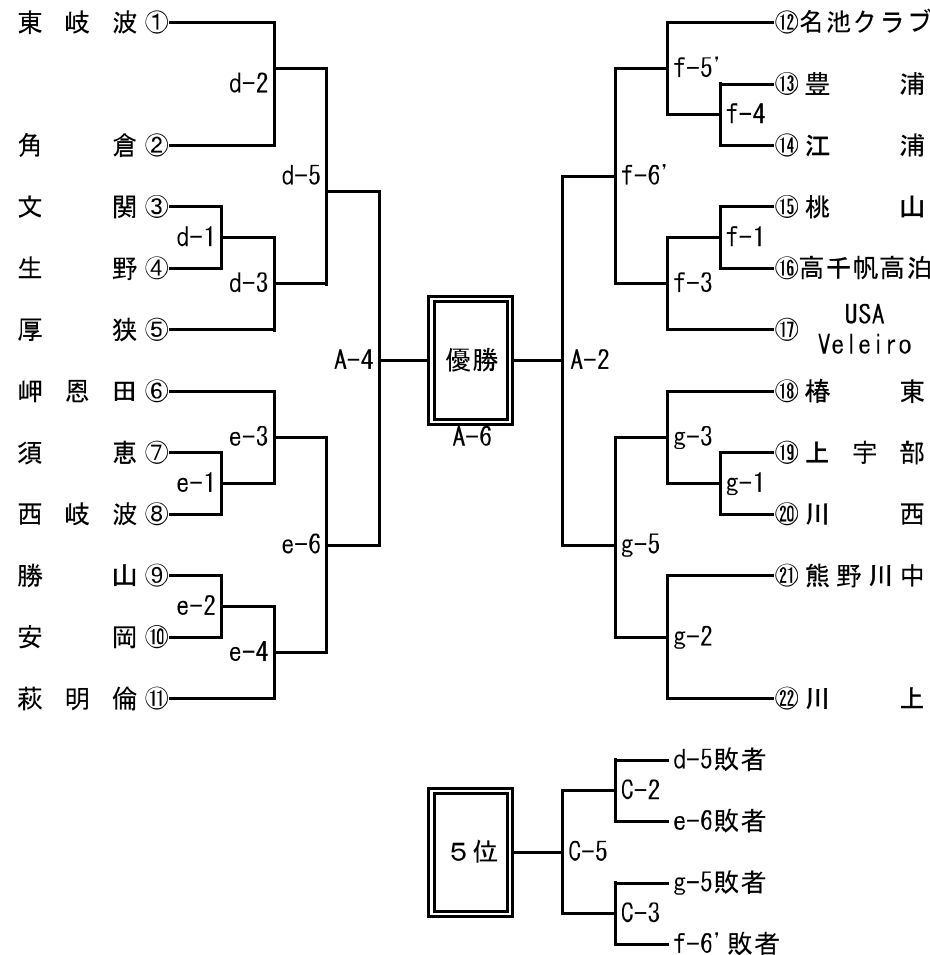 東岐波①
d-2
角倉②
d-5
文関③
d-1
生野④
d-3
厚狭⑤
A-4
岬恩田⑥
e-3
須恵⑦
e-1
西岐波⑧
e-6
勝山⑨
e-2
安岡⑩
e-4
萩明倫⑪
優勝
A-6
⑫名池クラブ
f-5'
⑬豊浦
f-4
⑭江浦
f-6'
⑮桃山
f-1
⑯高千帆高泊
f-3
⑰USA
Veleiro
A-2
⑱椿東
g-3
⑲上宇部
g-1
⑳川西
g-5
㉑熊野川中
g-2
㉒川上
5位
d-5敗者
C-2
e-6敗者
C-5
g-5敗者
C-3
f-6'敗者